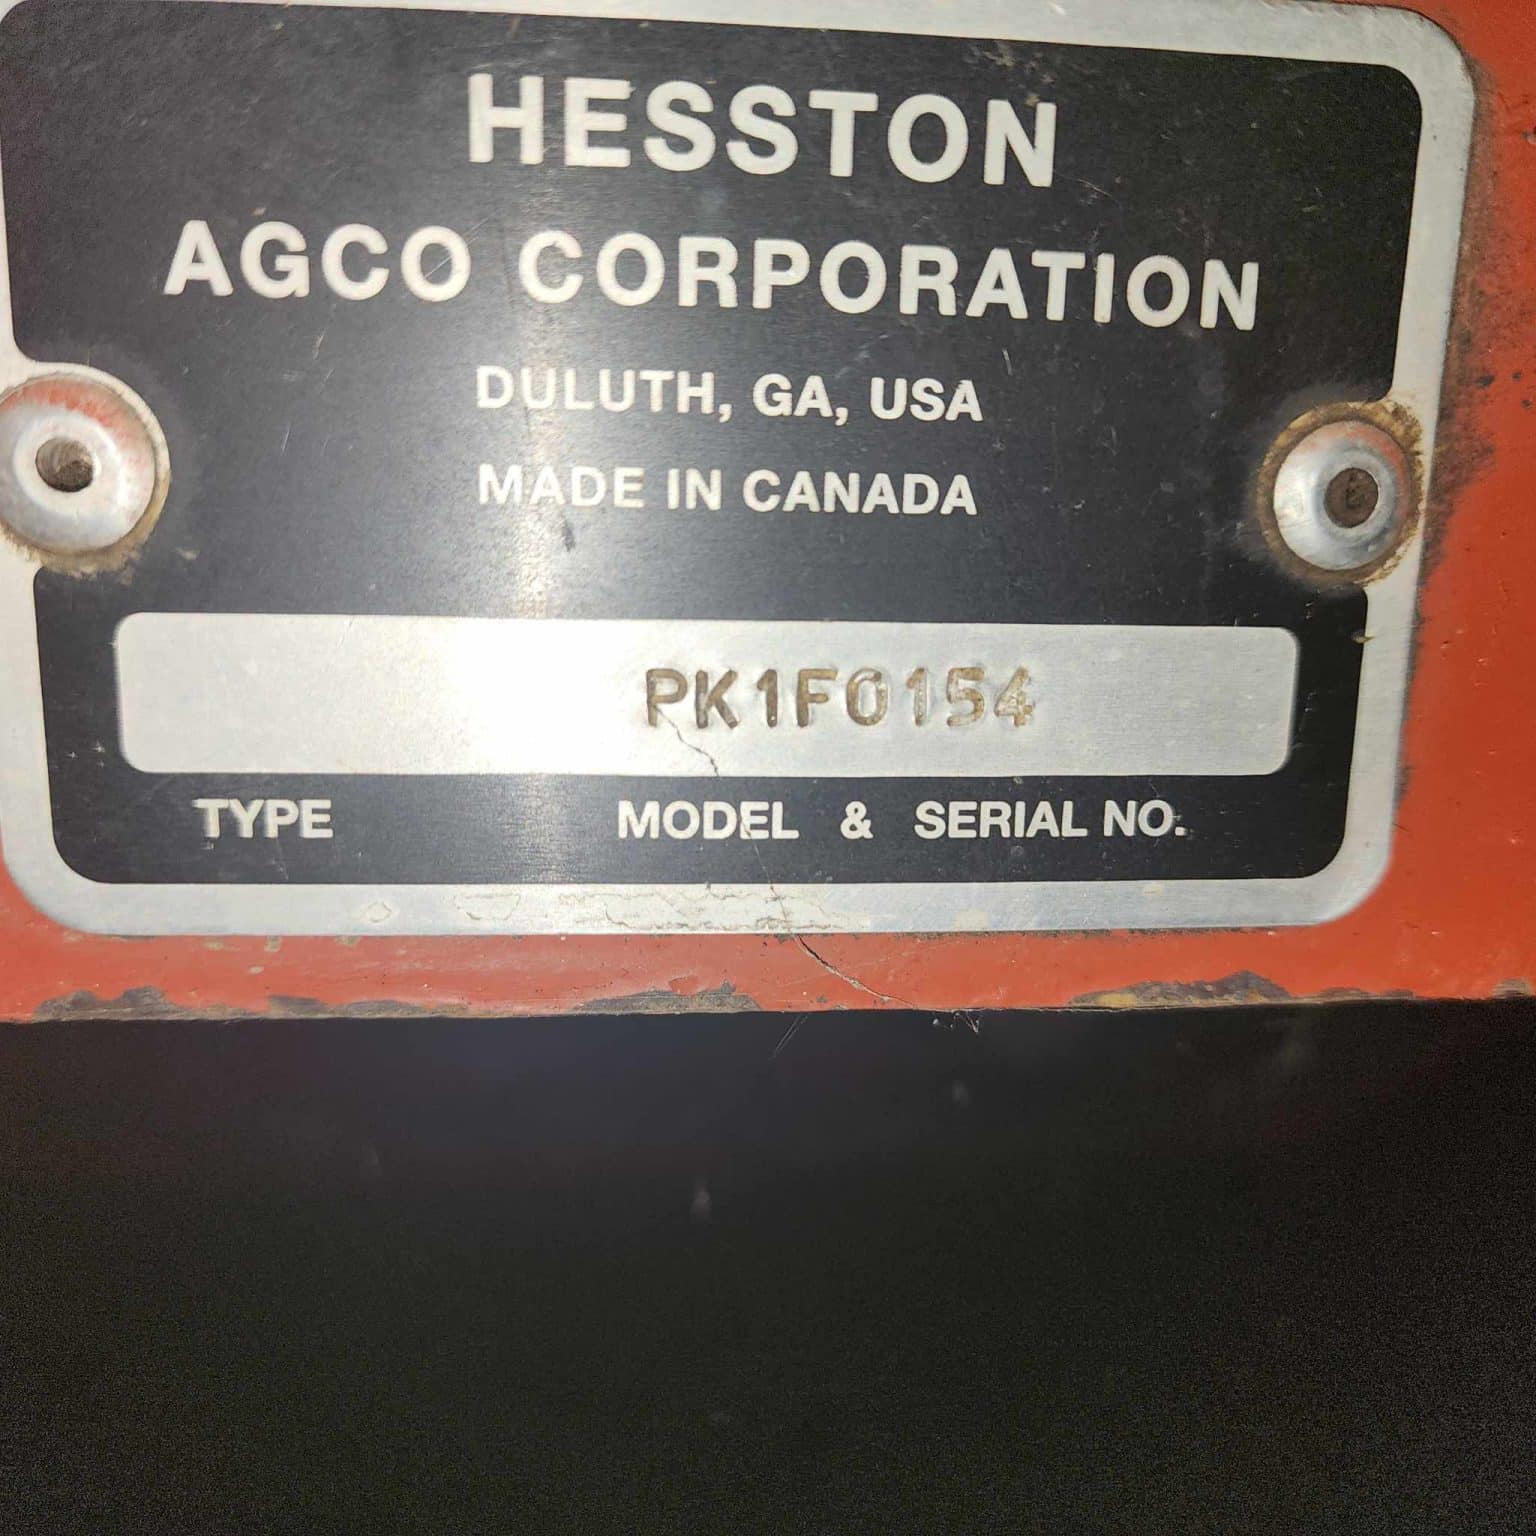 HESSTON
AGCO CORPORATION
DULUTH, GA, USA
MADE IN CANADA
PK1F0154
TYPE MODEL & SERIAL NO.